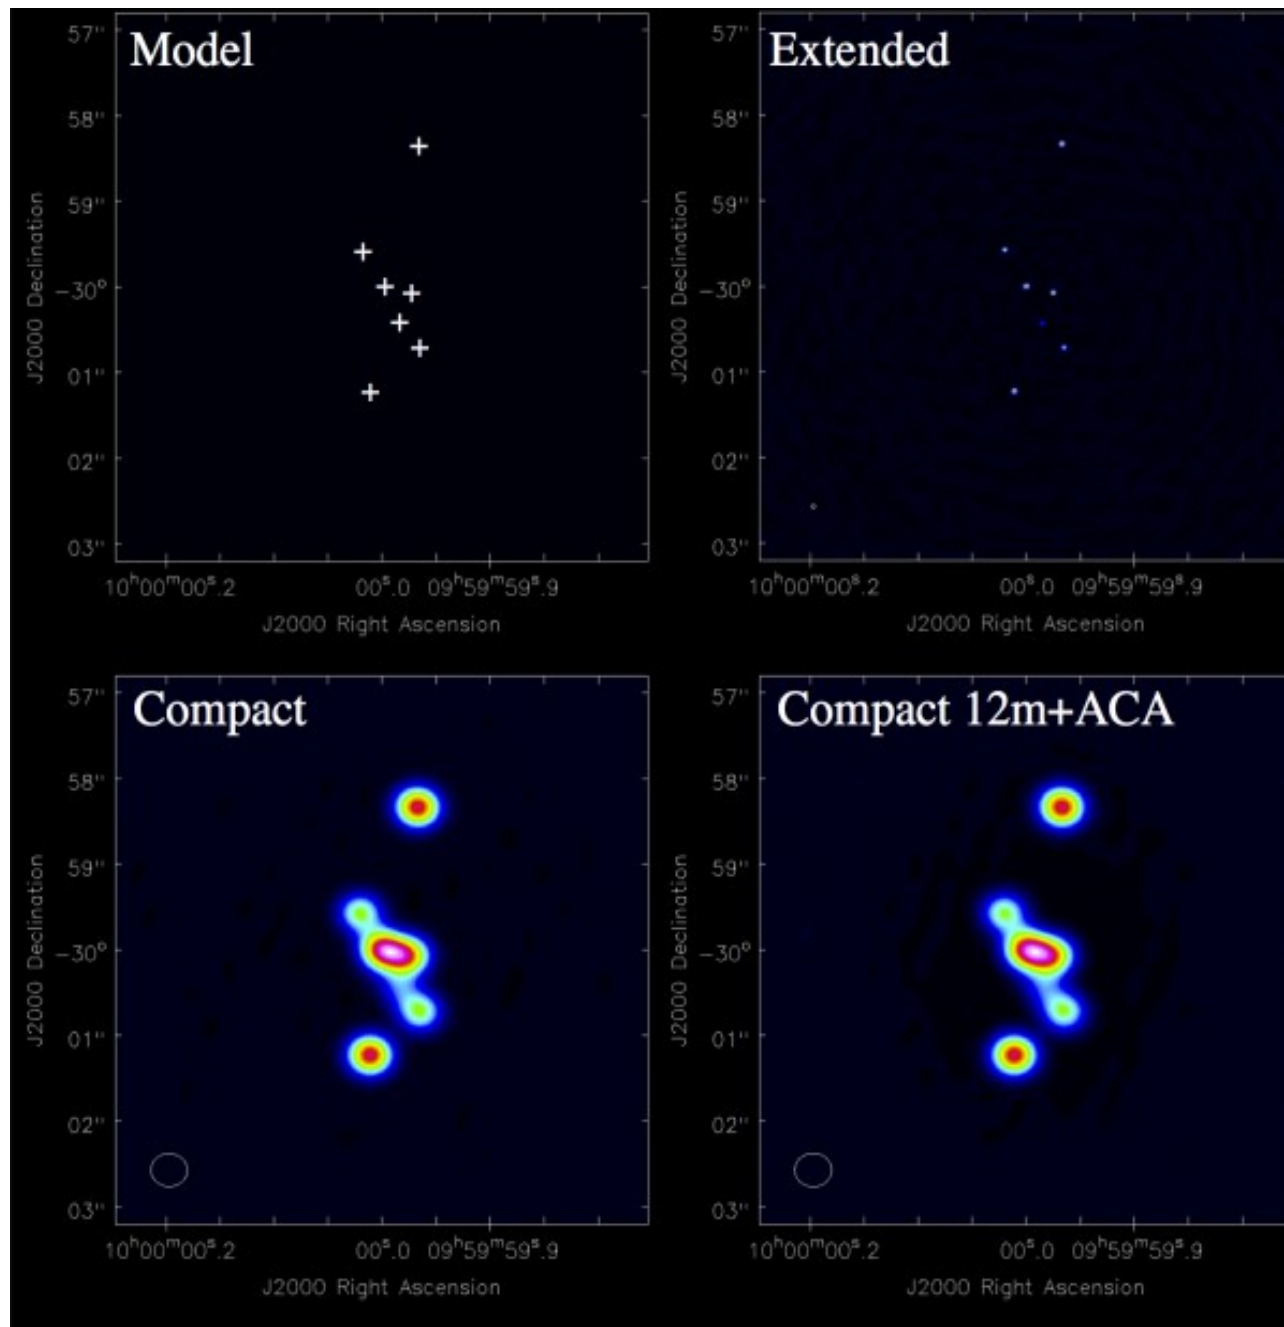 Model
57"
58"
59"
−30°
01"
02"
03"
J2000 Declination
10ʰ00ᵐ00ˢ.2 00ˢ.0 09ʰ59ᵐ59ˢ.9
J2000 Right Ascension
Extended
57"
58"
59"
−30°
01"
02"
03"
J2000 Declination
10ʰ00ᵐ00ˢ.2 00ˢ.0 09ʰ59ᵐ59ˢ.9
J2000 Right Ascension
Compact
57"
58"
59"
−30°
01"
02"
03"
J2000 Declination
10ʰ00ᵐ00ˢ.2 00ˢ.0 09ʰ59ᵐ59ˢ.9
J2000 Right Ascension
Compact 12m+ACA
57"
58"
59"
−30°
01"
02"
03"
J2000 Declination
10ʰ00ᵐ00ˢ.2 00ˢ.0 09ʰ59ᵐ59ˢ.9
J2000 Right Ascension